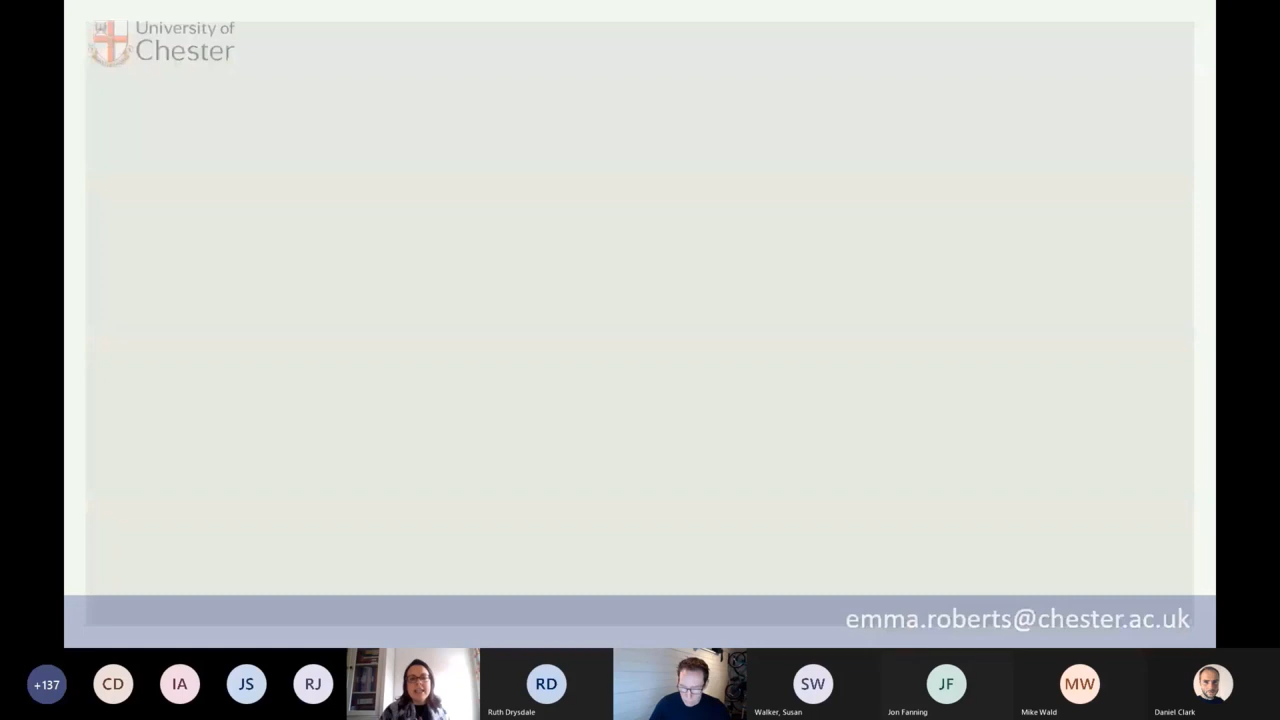 University of
Chester
emma.roberts@chester.ac.uk
+137
CD
IA
JS
RJ
RD
Ruth Drysdale
SW
Walker, Susan
JF
Jon Fanning
MW
Mike Wald
Daniel Clark